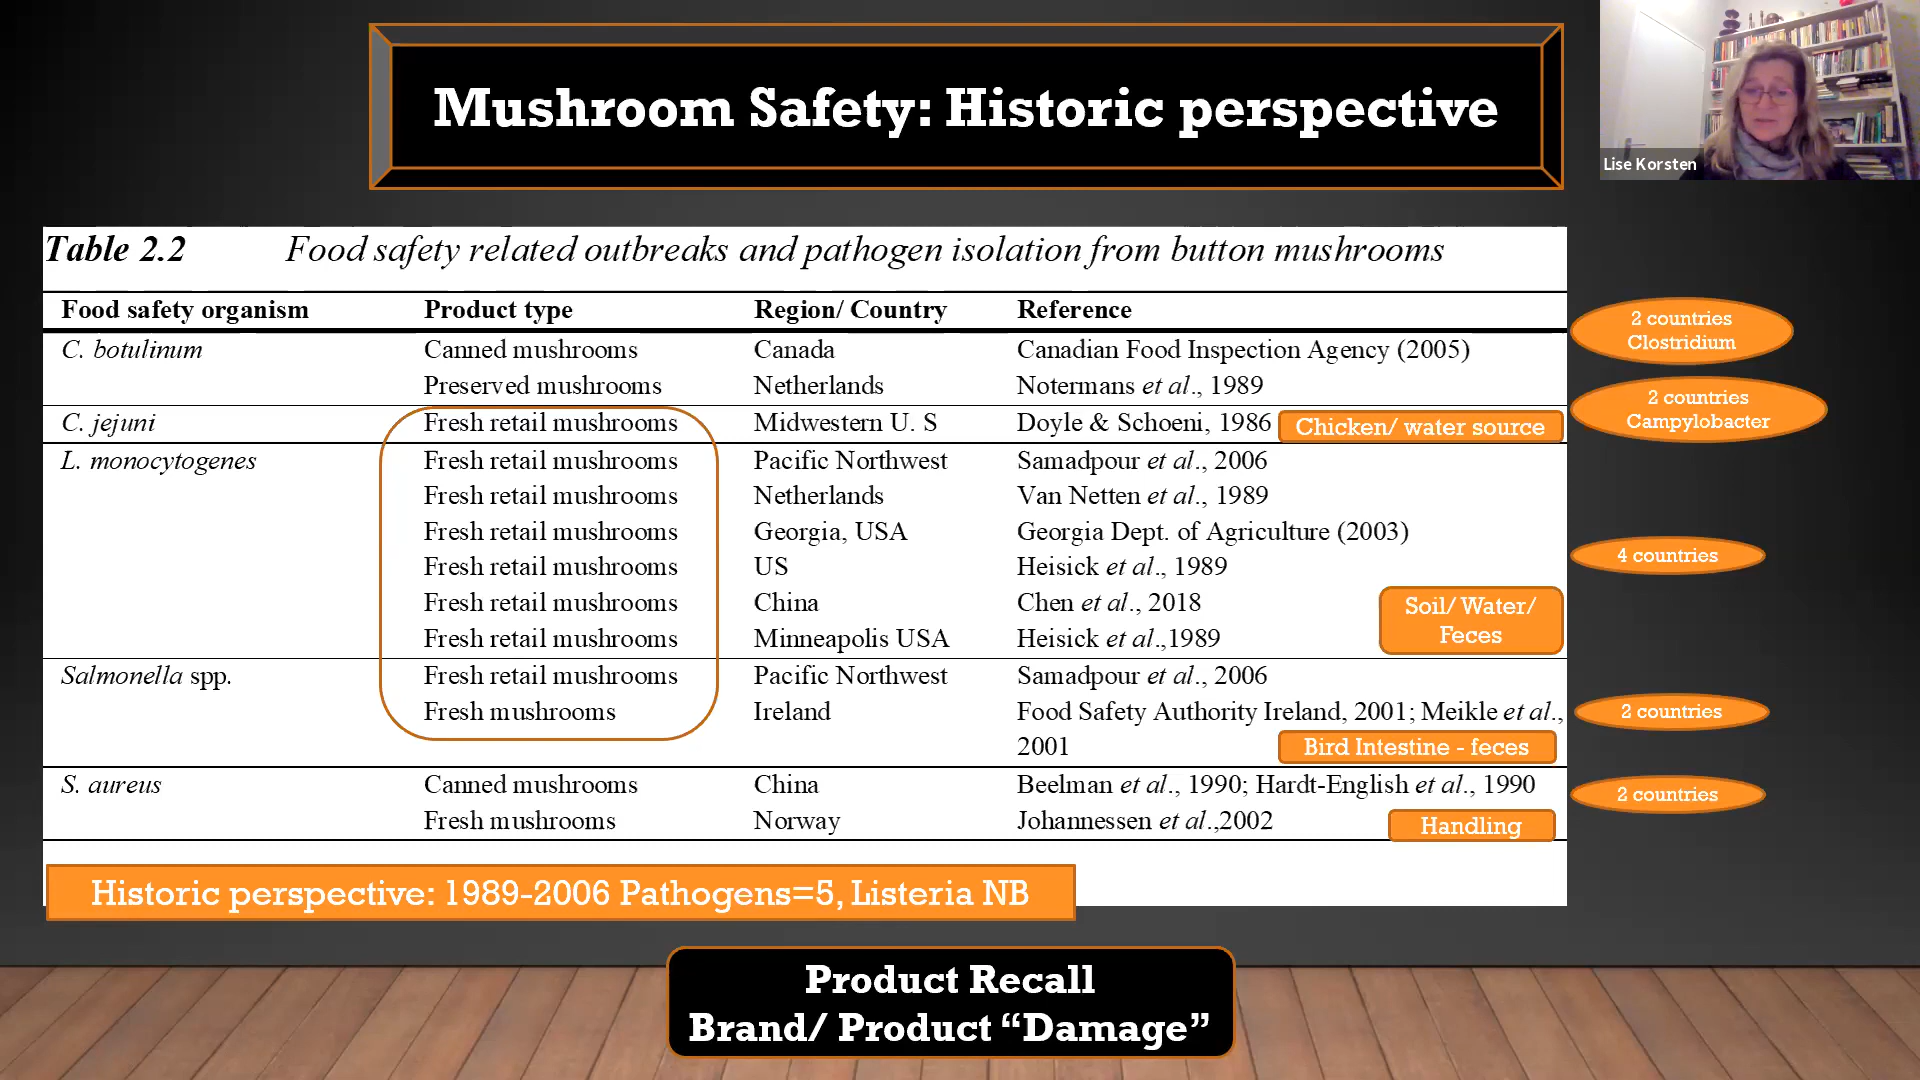 Mushroom Safety: Historic perspective
Lise Korsten
Table 2.2 Food safety related outbreaks and pathogen isolation from button mushrooms
Food safety organism Product type Region/ Country Reference
C. botulinum Canned mushrooms Canada Canadian Food Inspection Agency (2005)
Preserved mushrooms Netherlands Notermans et al., 1989
2 countries
Clostridium
C. jejuni Fresh retail mushrooms Midwestern U. S Doyle & Schoeni, 1986 Chicken/ water source
2 countries
Campylobacter
L. monocytogenes Fresh retail mushrooms Pacific Northwest Samadpour et al., 2006
Fresh retail mushrooms Netherlands Van Netten et al., 1989
Fresh retail mushrooms Georgia, USA Georgia Dept. of Agriculture (2003)
Fresh retail mushrooms US Heisick et al., 1989
4 countries
Fresh retail mushrooms China Chen et al., 2018
Fresh retail mushrooms Minneapolis USA Heisick et al.,1989
Soil/ Water/
Feces
Salmonella spp. Fresh retail mushrooms Pacific Northwest Samadpour et al., 2006
Fresh mushrooms Ireland Food Safety Authority Ireland, 2001; Meikle et al.,
2001 Bird Intestine - feces
2 countries
S. aureus Canned mushrooms China Beelman et al., 1990; Hardt-English et al., 1990
2 countries
Fresh mushrooms Norway Johannessen et al.,2002 Handling
Historic perspective: 1989-2006 Pathogens=5, Listeria NB
Product Recall
Brand/ Product “Damage”